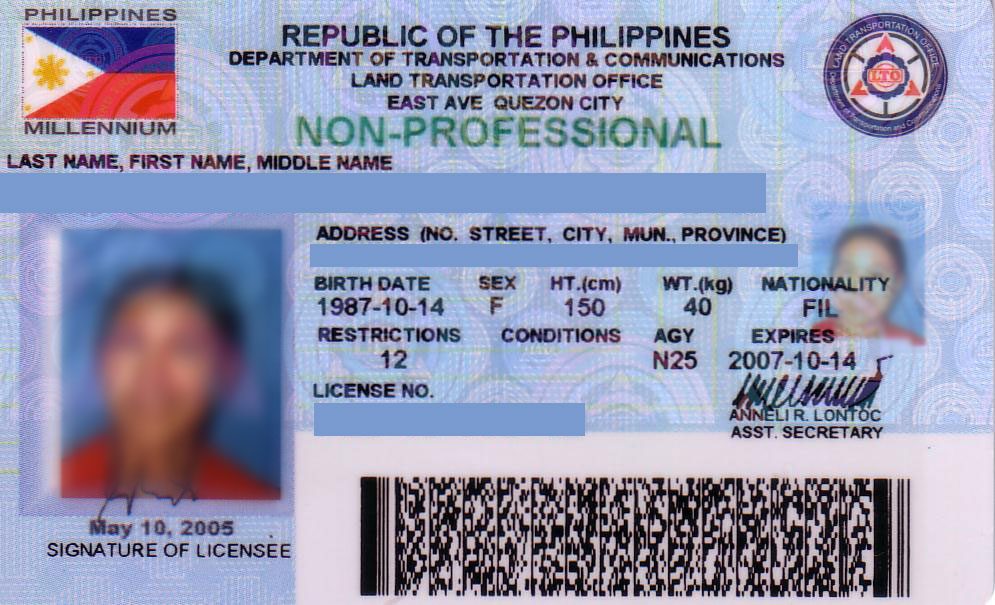 PHILIPPINES
MILLENNIUM
REPUBLIC OF THE PHILIPPINES
DEPARTMENT OF TRANSPORTATION & COMMUNICATIONS
LAND TRANSPORTATION OFFICE
EAST AVE QUEZON CITY
NON-PROFESSIONAL
LAND TRANSPORTATION OFFICE
LTO
Department of Transportation and Communications
LAST NAME, FIRST NAME, MIDDLE NAME
ADDRESS (NO. STREET, CITY, MUN., PROVINCE)
BIRTH DATE SEX HT.(cm) WT.(kg) NATIONALITY
1987-10-14 F 150 40 FIL
RESTRICTIONS CONDITIONS AGY EXPIRES
12 N25 2007-10-14
LICENSE NO.
ANNELI R. LONTOC
ASST. SECRETARY
May 10, 2005
SIGNATURE OF LICENSEE